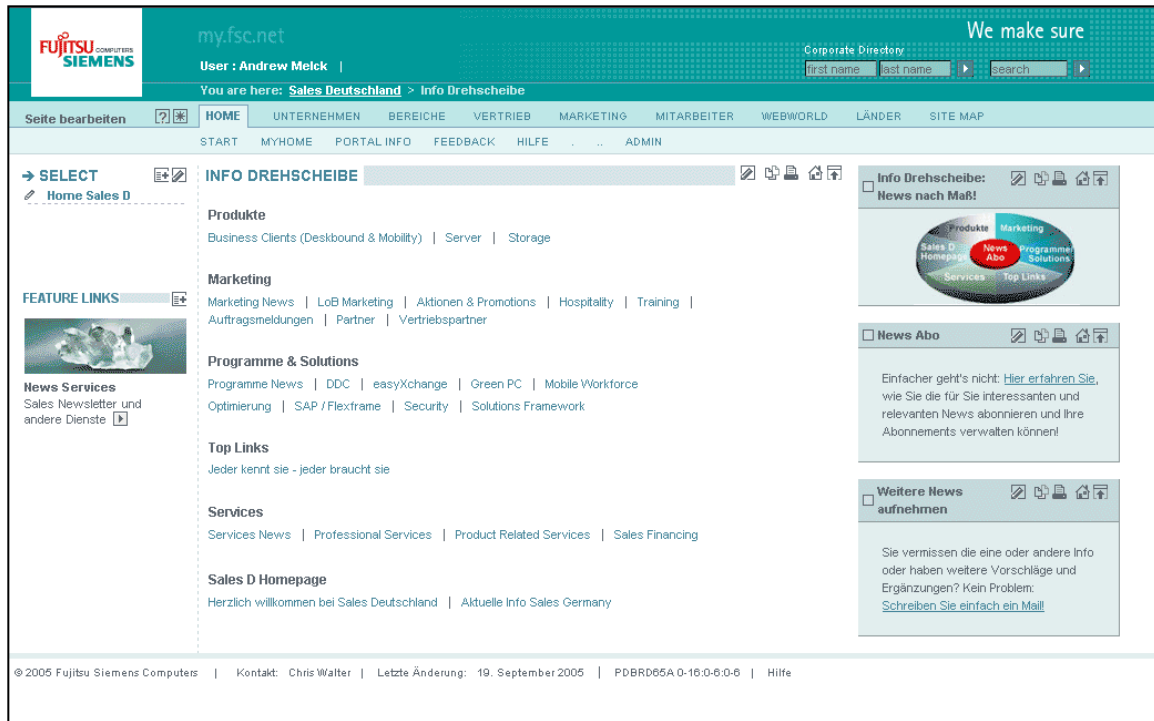 FUJITSU COMPUTERS
SIEMENS
my.fsc.net
We make sure
User : Andrew Melck |
Corporate Directory
first name last name search
You are here: Sales Deutschland > Info Drehscheibe
Seite bearbeiten
HOME UNTERNEHMEN BEREICHE VERTRIEB MARKETING MITARBEITER WEBWORLD LÄNDER SITE MAP
START MYHOME PORTAL INFO FEEDBACK HILFE . .. ADMIN
SELECT
Home Sales D
FEATURE LINKS
News Services
Sales Newsletter und
andere Dienste
INFO DREHSCHEIBE
Produkte
Business Clients (Deskbound & Mobility) | Server | Storage
Marketing
Marketing News | LoB Marketing | Aktionen & Promotions | Hospitality | Training |
Auftragsmeldungen | Partner | Vertriebspartner
Programme & Solutions
Programme News | DDC | easyXchange | Green PC | Mobile Workforce
Optimierung | SAP / Flexframe | Security | Solutions Framework
Top Links
Jeder kennt sie - jeder braucht sie
Services
Services News | Professional Services | Product Related Services | Sales Financing
Sales D Homepage
Herzlich willkommen bei Sales Deutschland | Aktuelle Info Sales Germany
Info Drehscheibe:
News nach Maß!
Produkte Marketing
Sales D
Homepage
News
Abo
Programme
Solutions
Services Top Links
News Abo
Einfacher geht's nicht: Hier erfahren Sie,
wie Sie die für Sie interessanten und
relevanten News abonnieren und Ihre
Abonnements verwalten können!
Weitere News
aufnehmen
Sie vermissen die eine oder andere Info
oder haben weitere Vorschläge und
Ergänzungen? Kein Problem:
Schreiben Sie einfach ein Mail!
© 2005 Fujitsu Siemens Computers | Kontakt: Chris Walter | Letzte Änderung: 19. September 2005 | PDBRD65A 0-16:0-6:0-6 | Hilfe